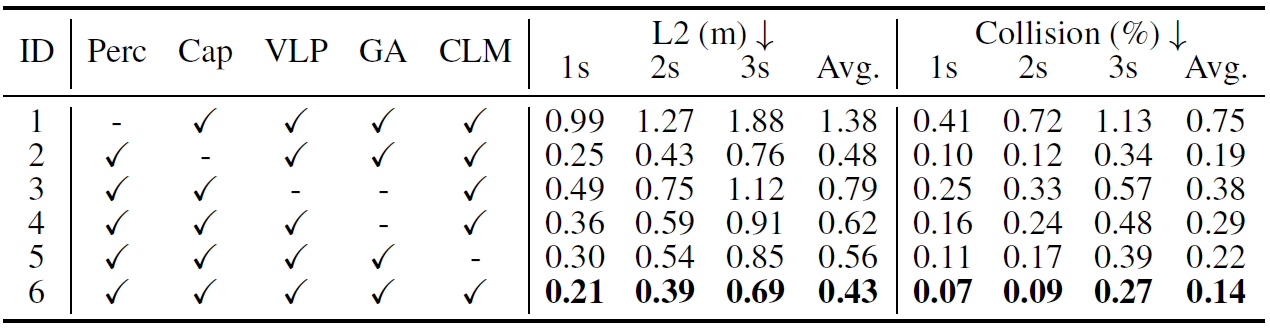 ID Perc Cap VLP GA CLM L2 (m) ↓ Collision (%) ↓
1s 2s 3s Avg. 1s 2s 3s Avg.
1 - ✓ ✓ ✓ ✓ 0.99 1.27 1.88 1.38 0.41 0.72 1.13 0.75
2 ✓ - ✓ ✓ ✓ 0.25 0.43 0.76 0.48 0.10 0.12 0.34 0.19
3 ✓ ✓ - - ✓ 0.49 0.75 1.12 0.79 0.25 0.33 0.57 0.38
4 ✓ ✓ ✓ - ✓ 0.36 0.59 0.91 0.62 0.16 0.24 0.48 0.29
5 ✓ ✓ ✓ ✓ - 0.30 0.54 0.85 0.56 0.11 0.17 0.39 0.22
6 ✓ ✓ ✓ ✓ ✓ 0.21 0.39 0.69 0.43 0.07 0.09 0.27 0.14